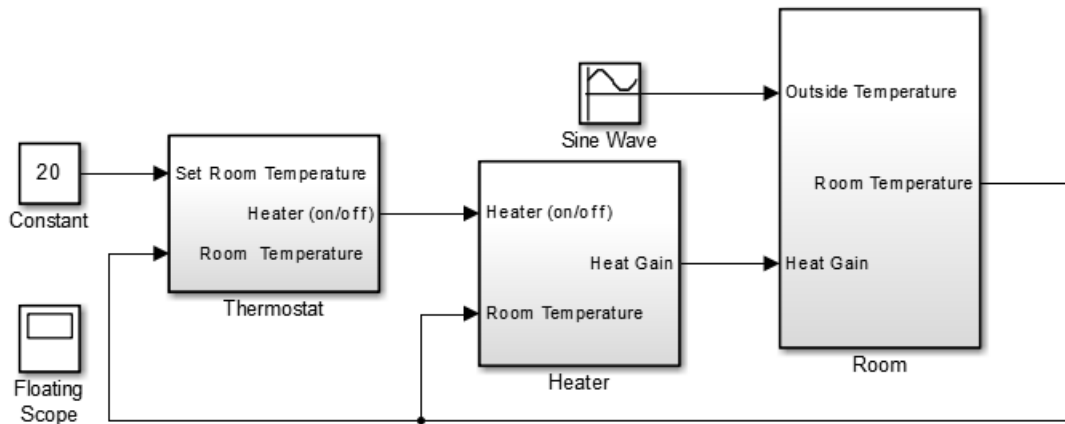 Outside Temperature
Sine Wave
20
Set Room Temperature
Room Temperature
Constant
Heater (on/off)
Heater (on/off)
Room  Temperature
Heat Gain
Heat Gain
Thermostat
Room Temperature
Room
Heater
Floating
Scope